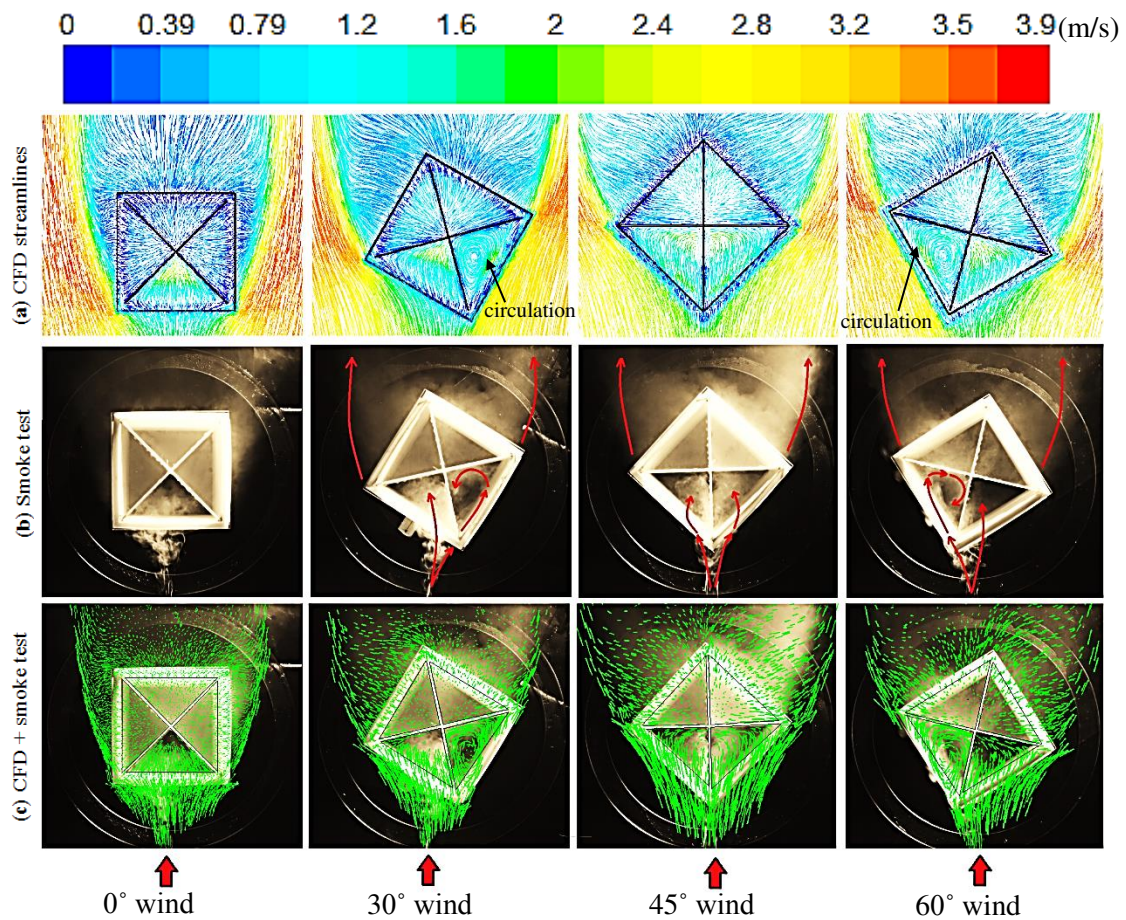 0 0.39 0.79 1.2 1.6 2 2.4 2.8 3.2 3.5 3.9 (m/s)
(a) CFD streamlines
circulation
circulation
(b) Smoke test
(c) CFD + smoke test
0° wind 30° wind 45° wind 60° wind